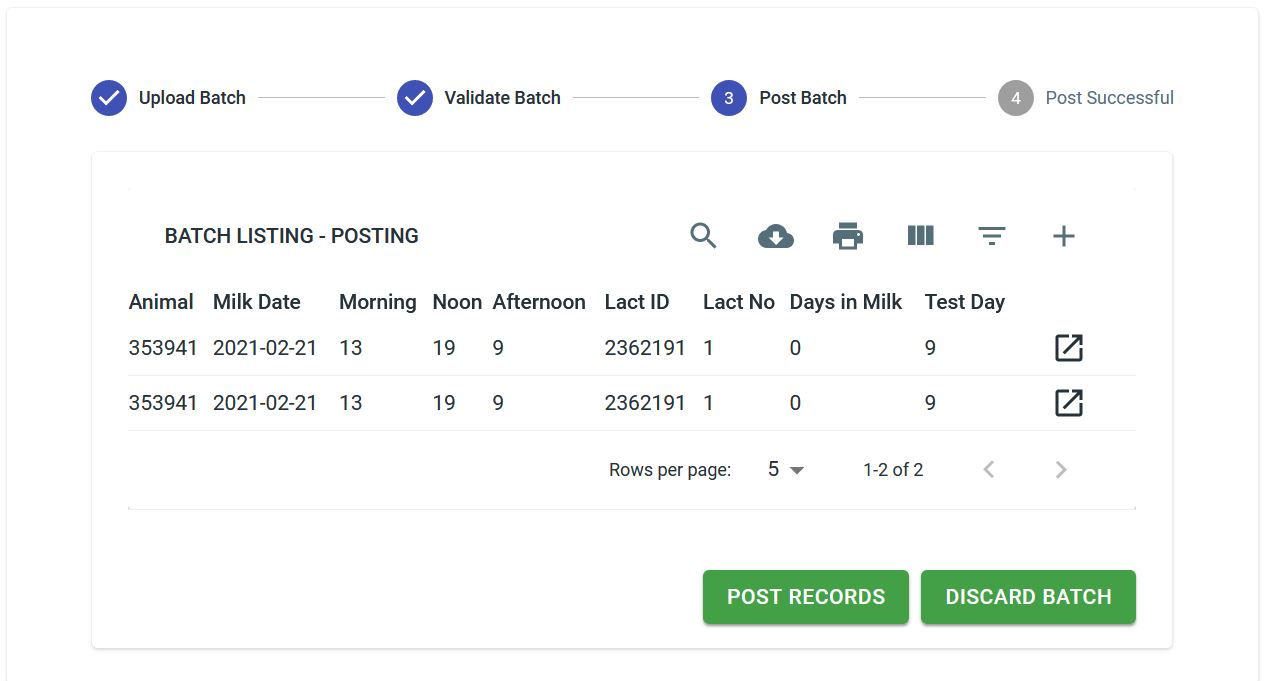 Upload Batch Validate Batch 3 Post Batch 4 Post Successful
BATCH LISTING - POSTING
Animal Milk Date Morning Noon Afternoon Lact ID Lact No Days in Milk Test Day
353941 2021-02-21 13 19 9 2362191 1 0 9
353941 2021-02-21 13 19 9 2362191 1 0 9
Rows per page: 5 1-2 of 2
POST RECORDS DISCARD BATCH